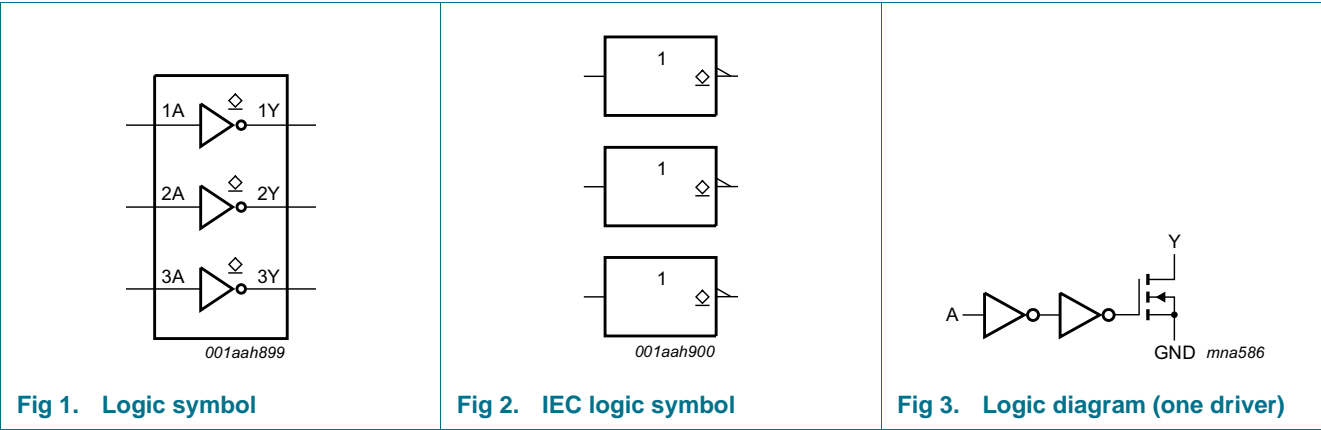 1A 1Y
2A 2Y
3A 3Y
001aah899
Fig 1. Logic symbol
1
1
1
001aah900
Fig 2. IEC logic symbol
Y
A
GND mna586
Fig 3. Logic diagram (one driver)